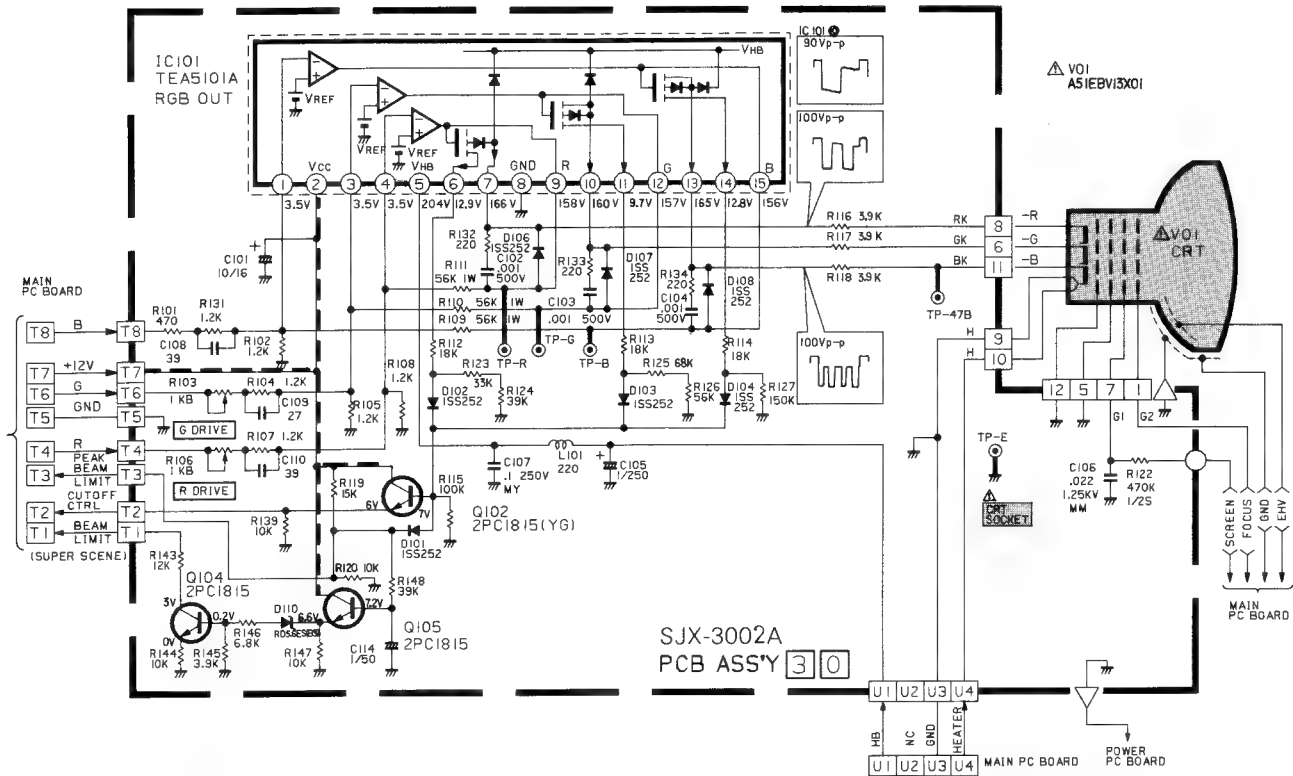 IC101
TEA5101A
RGB OUT
VHB
IC101
90Vp-p
100Vp-p
100Vp-p
⚠ V01
A51EBV13X01
⚠V01
CRT
VREF
VREF
VREF
VCC
VHB
GND
R
G
B
1 2 3 4 5 6 7 8 9 10 11 12 13 14 15
3.5V 3.5V 3.5V 204V 12.9V 166V 158V 160V 9.7V 157V 165V 12.8V 156V
C101
10/16
R132
220
C102
.001
500V
D106
1SS252
R133
220
C103
.001 500V
D107
1SS
252
R134
220
C104
.001
500V
D108
1SS
252
R111
56K 1W
R110
56K 1W
R109
56K 1W
R116 3.9K
R117 3.9K
R118 3.9K
RK 8 -R
GK 6 -G
BK 11 -B
TP-47B
H 9
H 10
12 5 7 1
G1 G2
TP-R
TP-G
TP-B
TP-E
⚠
CRT
SOCKET
C106
.022
1.25KV
MM
R122
470K
1/2S
SCREEN
FOCUS
GND
EHV
MAIN
PC BOARD
MAIN
PC BOARD
T8 B T8
T7 +12V T7
T6 G T6
T5 GND T5
T4 R T4
T3 PEAK BEAM LIMIT T3
T2 CUTOFF CTRL T2
T1 BEAM LIMIT T1
(SUPER SCENE)
R101
470
R131
1.2K
C108
39
R102
1.2K
R103
1KB
R104 1.2K
C109
27
G DRIVE
R105
1.2K
R106
1KB
R107 1.2K
C110
39
R DRIVE
R108
1.2K
R112
18K
R123
33K
R124
39K
D102
1SS252
R113
18K
R125 68K
R126
56K
D103
1SS252
R114
18K
D104
1SS
252
R127
150K
C107
.1 250V
MY
L101
220
C105
1/250
R119
15K
6V
7V
R115
100K
Q102
2PC1815(YG)
R139
10K
D101
1SS252
R120 10K
R148
39K
R143
12K
Q104
2PC1815
3V
0.2V
0V
R144
10K
R145
3.9K
R146
6.8K
D110
6.6V
R147
10K
7.2V
Q105
2PC1815
C114
1/50
SJX-3002A
PCB ASS'Y 3 0
U1 U2 U3 U4
HB
NC
GND
HEATER
U1 U2 U3 U4 MAIN PC BOARD
POWER
PC BOARD